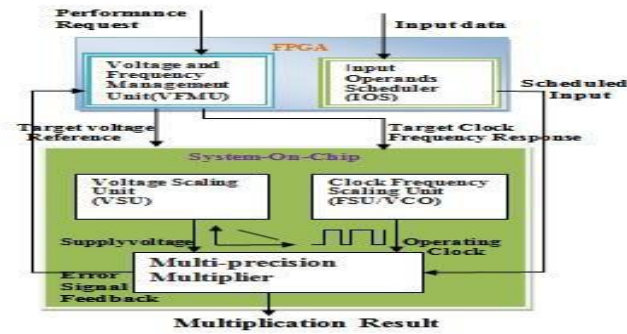 Performance
Request
Input data
FPGA
Voltage and
Frequency
Management
Unit(VFMU)
Input
Operands
Scheduler
(IOS)
Scheduled
Input
Target voltage
Reference
Target Clock
Frequency Response
System-On-Chip
Voltage Scaling
Unit
(VSU)
Clock Frequency
Scaling Unit
(FSU/VCO)
Supplyvoltage
Operating
Clock
Multi-precision
Multiplier
Error
Signal
Feedback
Multiplication Result